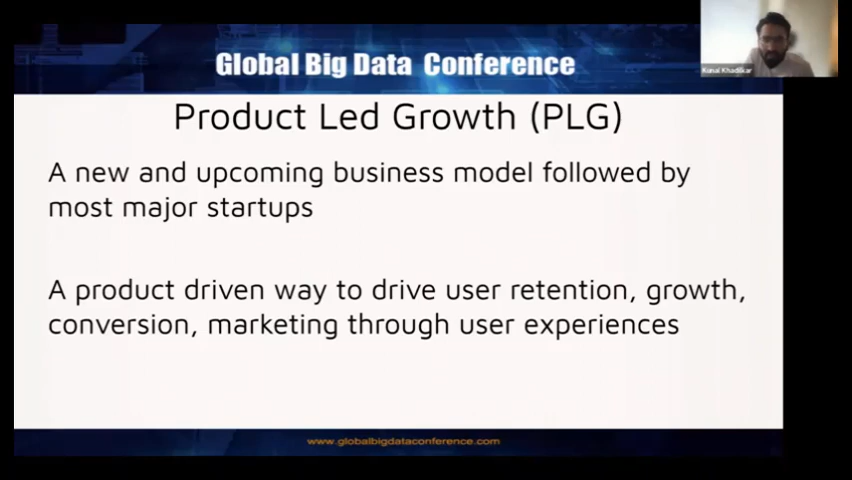 Global Big Data Conference
Kunal Khadilkar
Product Led Growth (PLG)
A new and upcoming business model followed by
most major startups
A product driven way to drive user retention, growth,
conversion, marketing through user experiences
www.globalbigdataconference.com